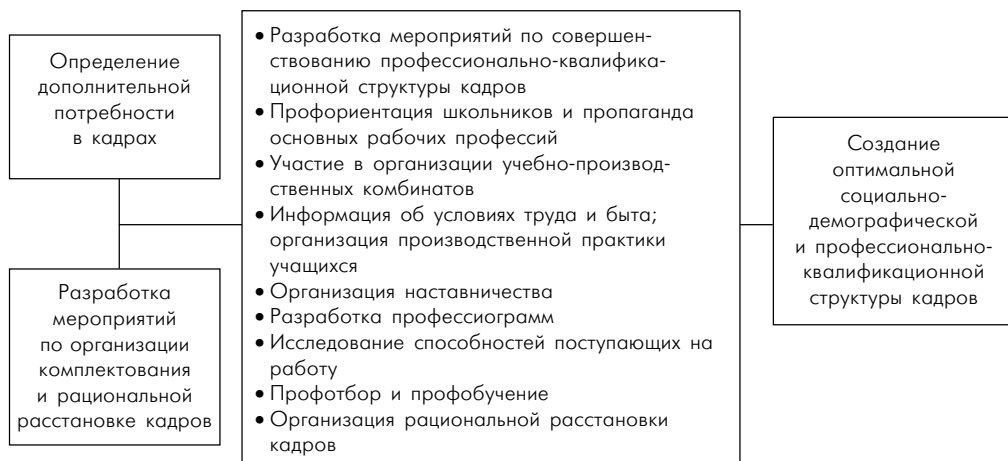 Определение
дополнительной
потребности
в кадрах
Разработка
мероприятий
по организации
комплектования
и рациональной
расстановке кадров
• Разработка мероприятий по совершен-
ствованию профессионально-квалифика-
ционной структуры кадров
• Профориентация школьников и пропаганда
основных рабочих профессий
• Участие в организации учебно-производ-
ственных комбинатов
• Информация об условиях труда и быта;
организация производственной практики
учащихся
• Организация наставничества
• Разработка профессиограмм
• Исследование способностей поступающих на
работу
• Профотбор и профобучение
• Организация рациональной расстановки
кадров
Создание
оптимальной
социально-
демографической
и профессионально-
квалификационной
структуры кадров